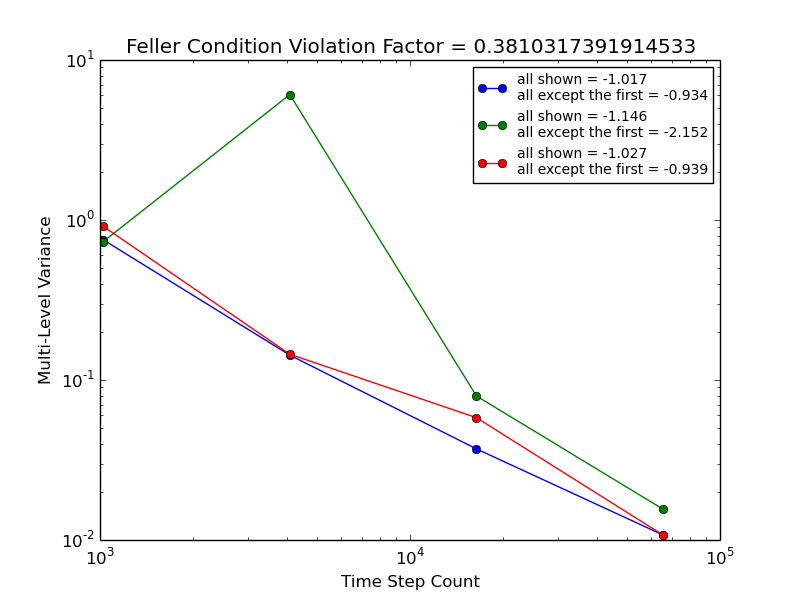 Feller Condition Violation Factor = 0.3810317391914533
all shown = -1.017
all except the first = -0.934
all shown = -1.146
all except the first = -2.152
all shown = -1.027
all except the first = -0.939
Multi-Level Variance
10^1
10^0
10^-1
10^-2
10^3
10^4
10^5
Time Step Count